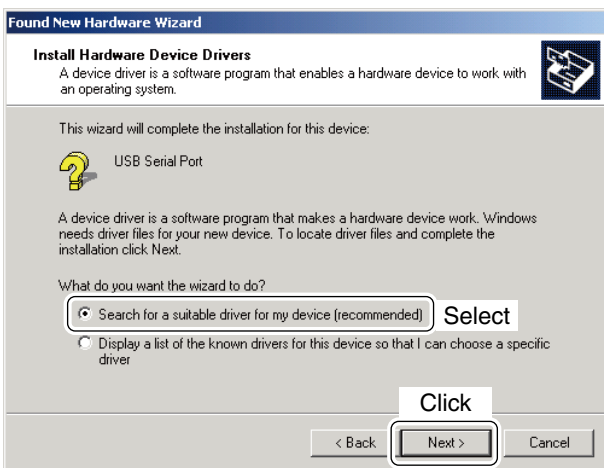 Found New Hardware Wizard
Install Hardware Device Drivers
A device driver is a software program that enables a hardware device to work with
an operating system.
This wizard will complete the installation for this device:
USB Serial Port
A device driver is a software program that makes a hardware device work. Windows
needs driver files for your new device. To locate driver files and complete the
installation click Next.
What do you want the wizard to do?
Search for a suitable driver for my device (recommended) Select
Display a list of the known drivers for this device so that I can choose a specific
driver
Click
< Back Next > Cancel